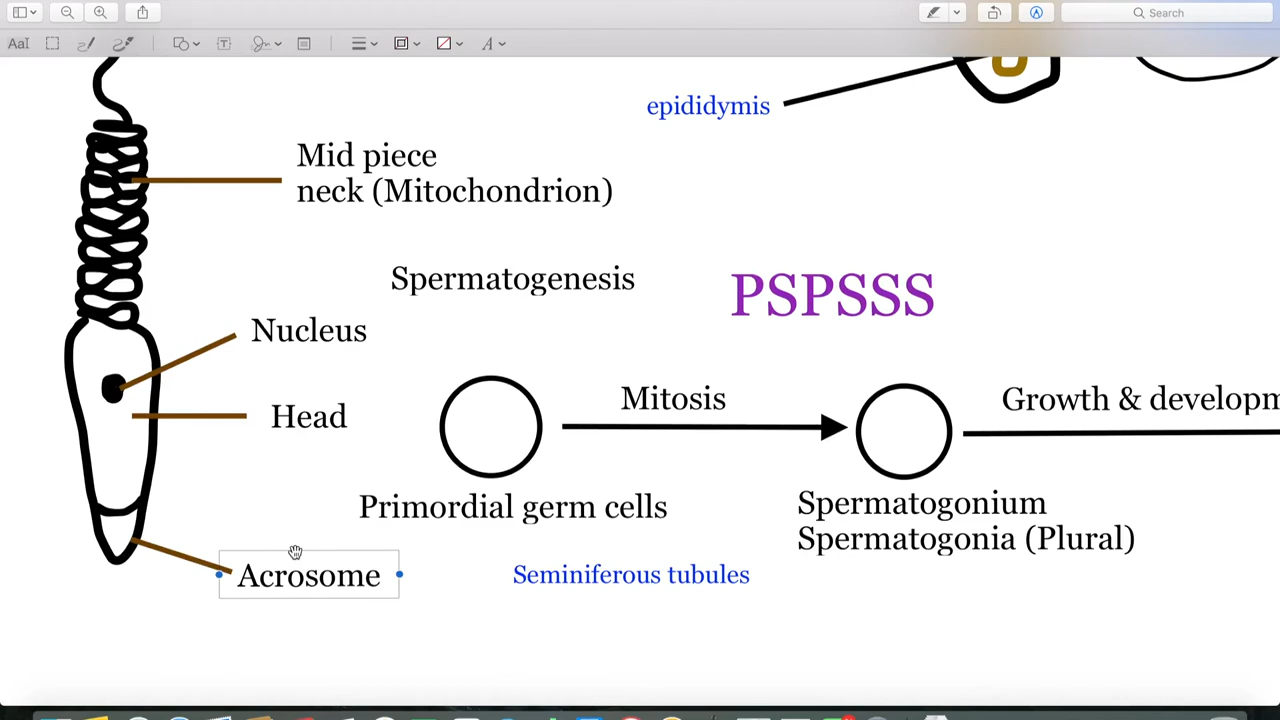 Search
AaI
T
A
epididymis
Mid piece
neck (Mitochondrion)
Spermatogenesis
PSPSSS
Nucleus
Head
Mitosis
Growth & developm
Primordial germ cells
Spermatogonium
Spermatogonia (Plural)
Acrosome
Seminiferous tubules